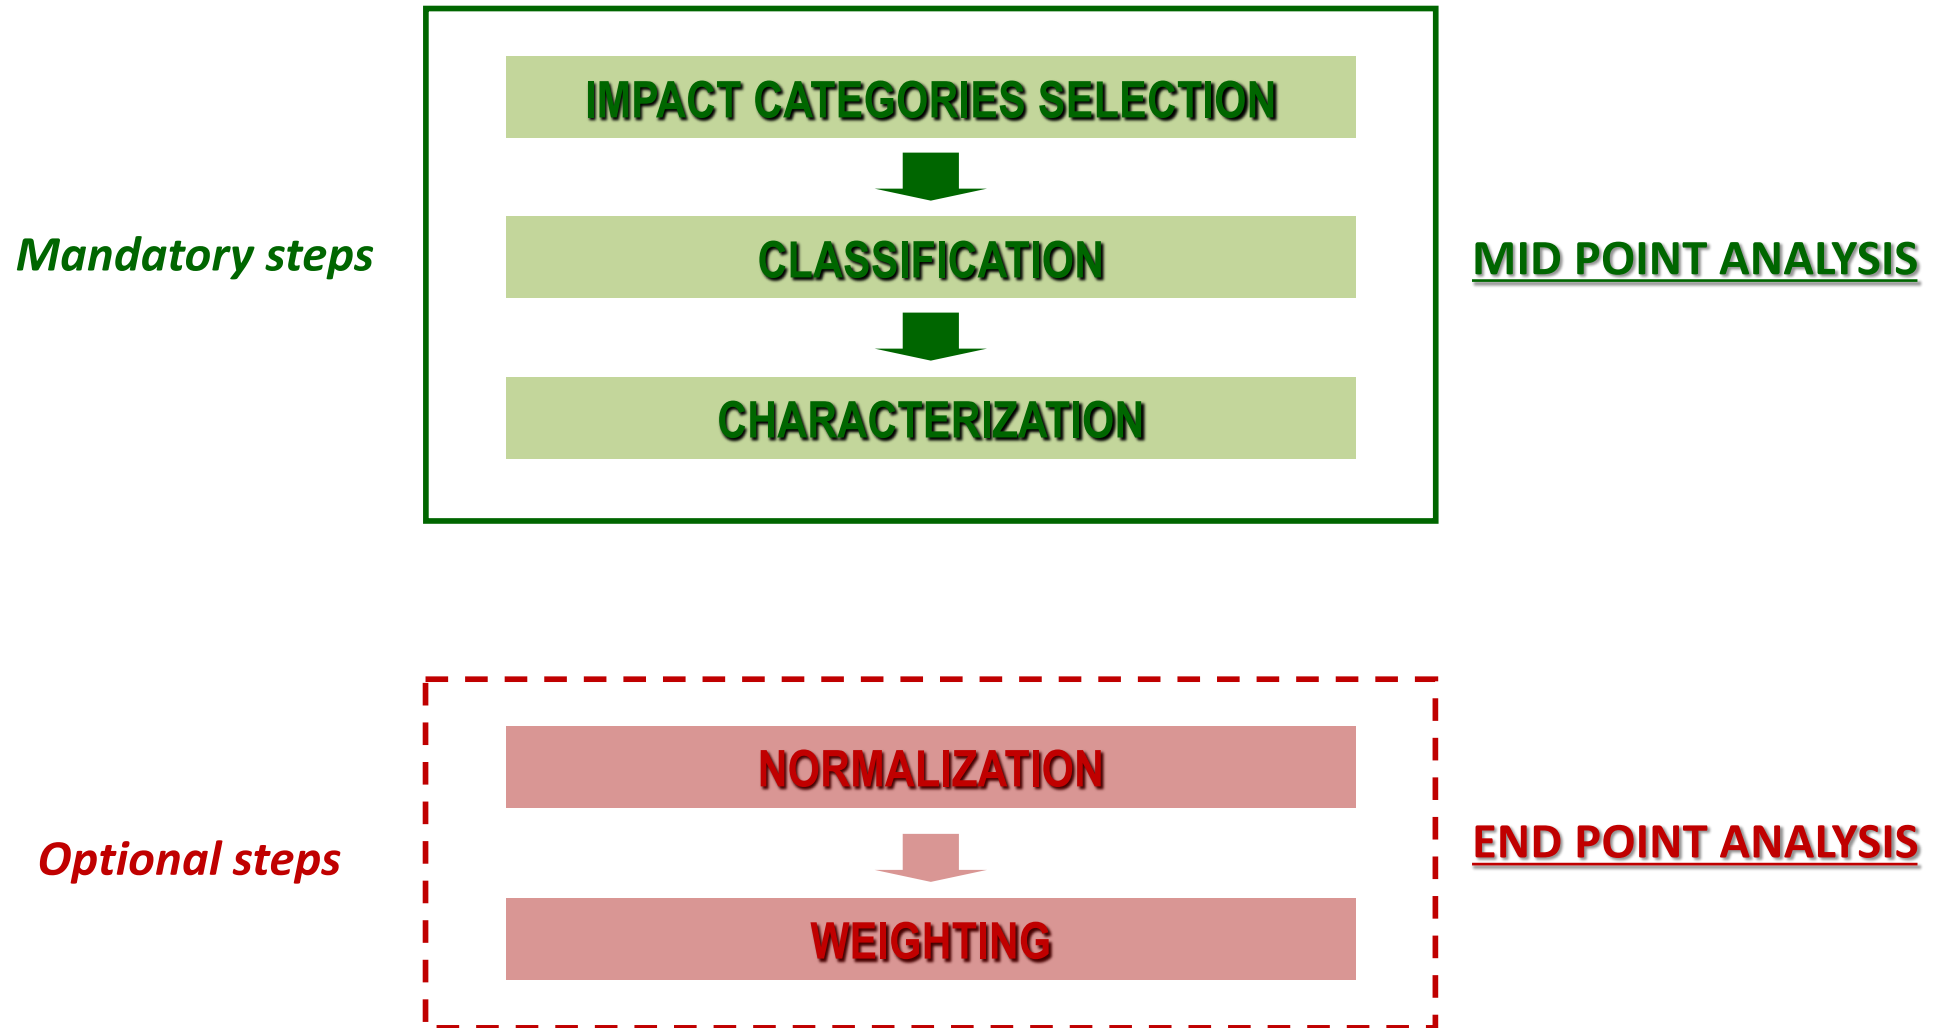 IMPACT CATEGORIES SELECTION
Mandatory steps
CLASSIFICATION
MID POINT ANALYSIS
CHARACTERIZATION
NORMALIZATION
Optional steps
END POINT ANALYSIS
WEIGHTING